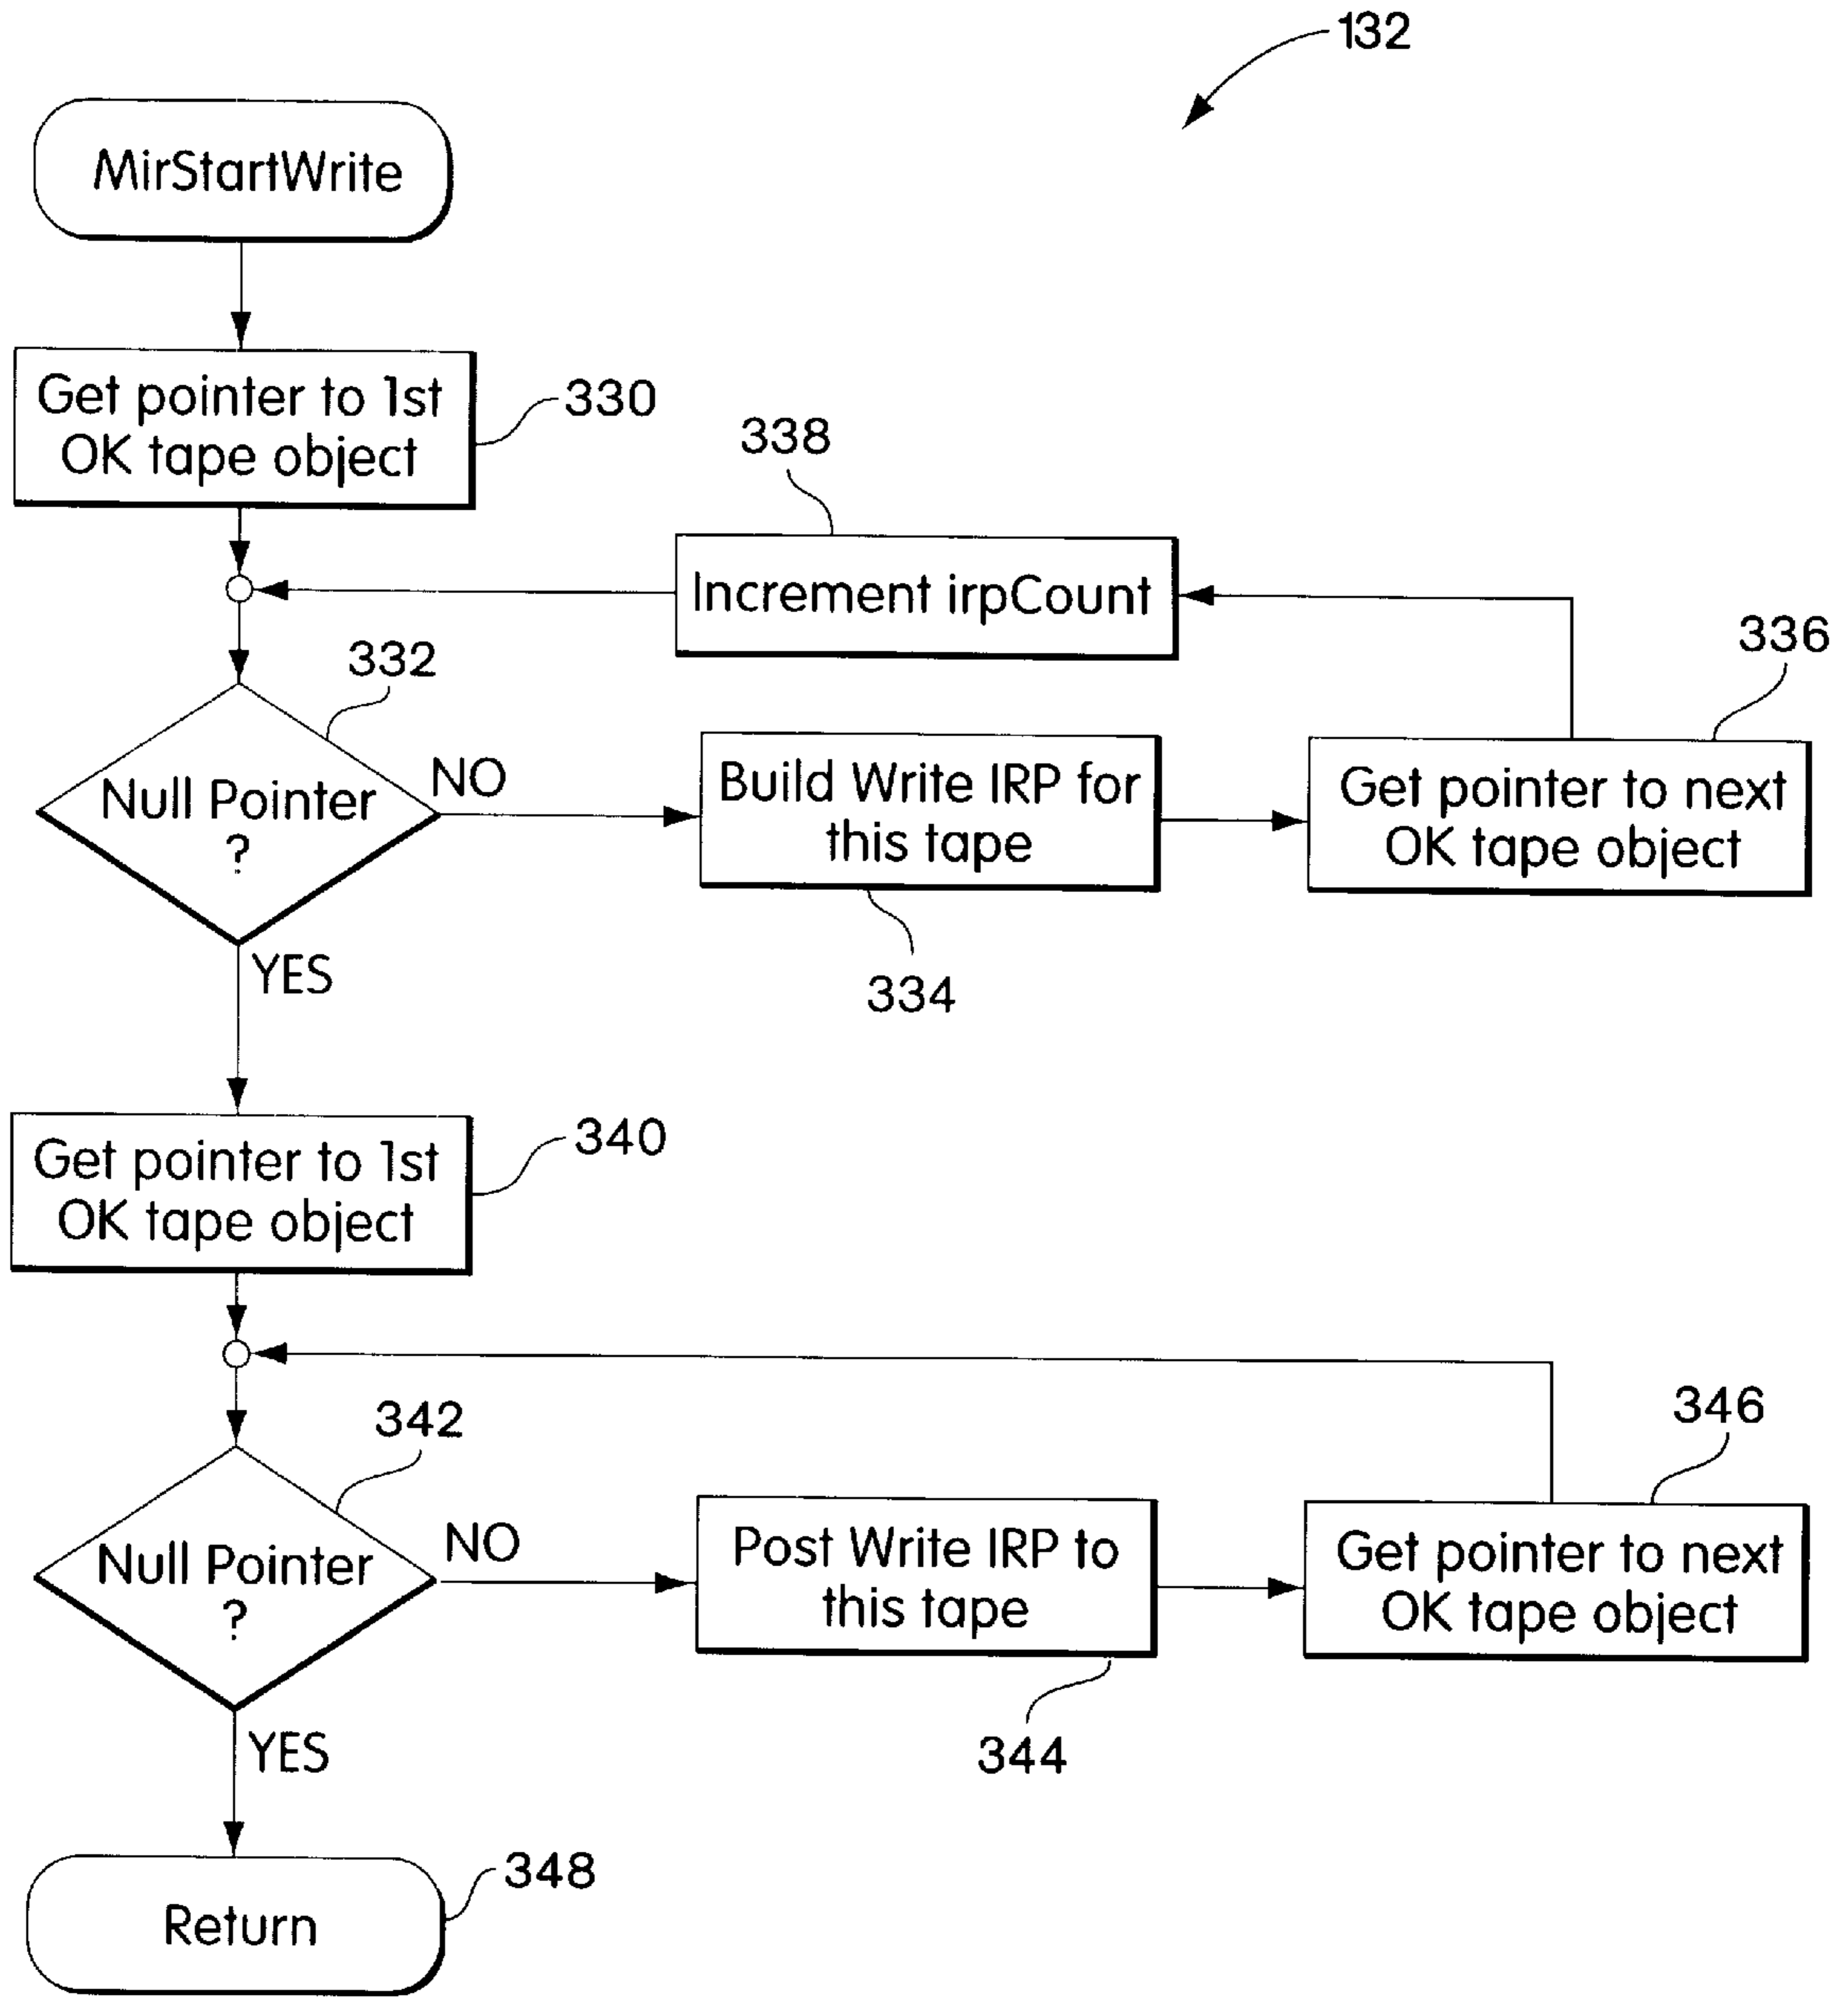 132
MirStartWrite
Get pointer to 1st
OK tape object
330
338
Increment irpCount
336
332
Null Pointer
?
NO
Build Write IRP for
this tape
Get pointer to next
OK tape object
YES
334
Get pointer to 1st
OK tape object
340
342
346
Null Pointer
?
NO
Post Write IRP to
this tape
Get pointer to next
OK tape object
YES
344
Return
348